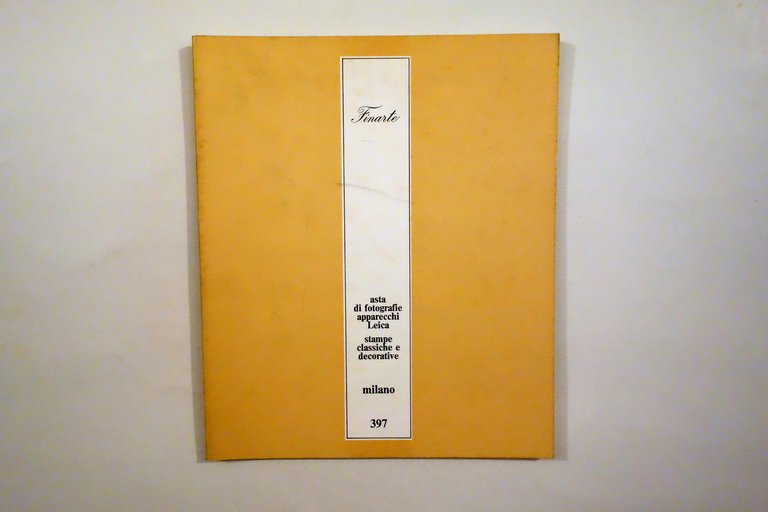 Finarte
asta
di fotografie
apparecchi
Leica
stampe
classiche e
decorative
milano
397